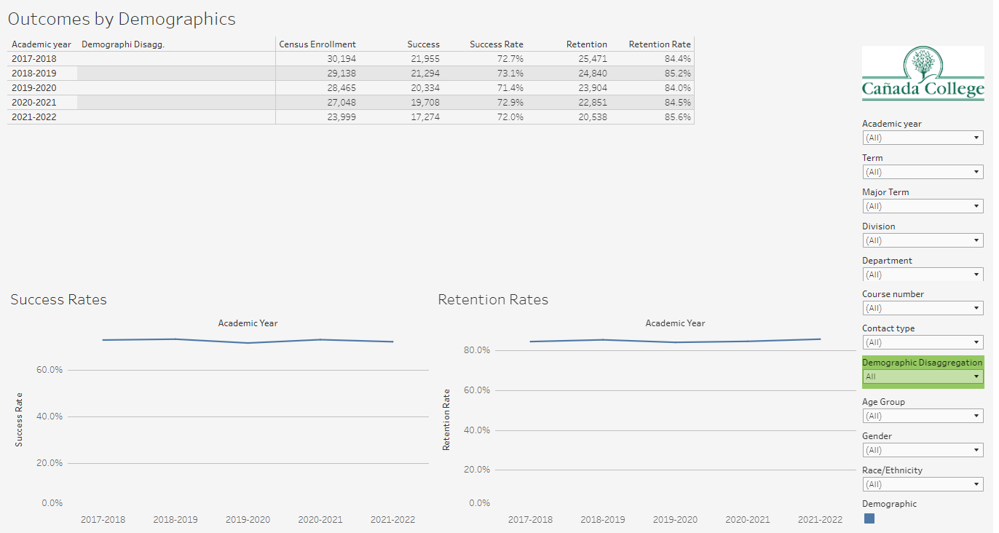 Outcomes by Demographics
Academic year Demographi Disagg. Census Enrollment Success Success Rate Retention Retention Rate
2017-2018 30,194 21,955 72.7% 25,471 84.4%
2018-2019 29,138 21,294 73.1% 24,840 85.2%
2019-2020 28,465 20,334 71.4% 23,904 84.0%
2020-2021 27,048 19,708 72.9% 22,851 84.5%
2021-2022 23,999 17,274 72.0% 20,538 85.6%
Cañada College
Academic year
(All)
Term
(All)
Major Term
(All)
Division
(All)
Department
(All)
Course number
(All)
Contact type
(All)
Demographic Disaggregation
All
Age Group
(All)
Gender
(All)
Race/Ethnicity
(All)
Demographic
Success Rates
Academic Year
Success Rate
60.0%
40.0%
20.0%
0.0%
2017-2018 2018-2019 2019-2020 2020-2021 2021-2022
Retention Rates
Academic Year
Retention Rate
80.0%
60.0%
40.0%
20.0%
0.0%
2017-2018 2018-2019 2019-2020 2020-2021 2021-2022